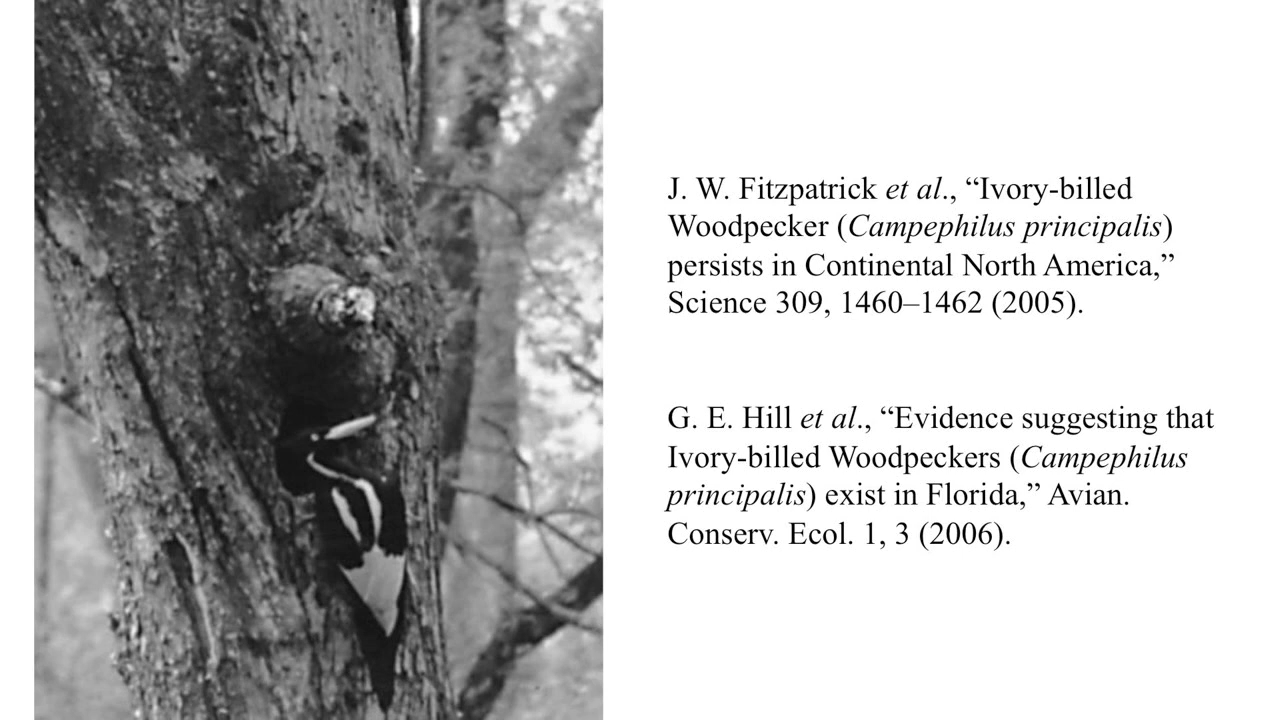 J. W. Fitzpatrick et al., “Ivory-billed
Woodpecker (Campephilus principalis)
persists in Continental North America,”
Science 309, 1460–1462 (2005).
G. E. Hill et al., “Evidence suggesting that
Ivory-billed Woodpeckers (Campephilus
principalis) exist in Florida,” Avian.
Conserv. Ecol. 1, 3 (2006).